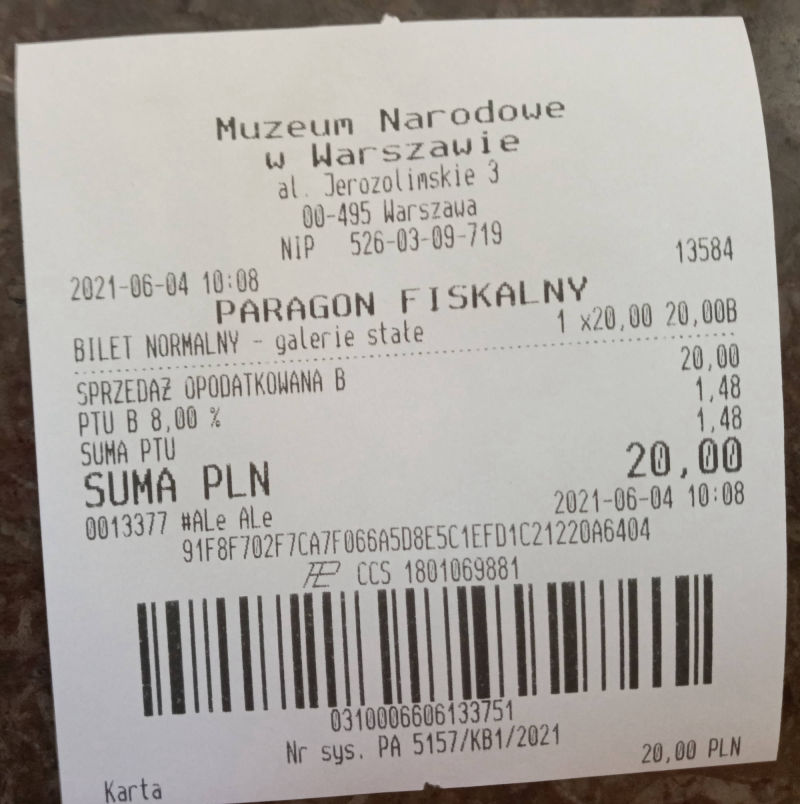 Muzeum Narodowe
w Warszawie
al. Jerozolimskie 3
00-495 Warszawa
NIP 526-03-09-719
2021-06-04 10:08 13584
PARAGON FISKALNY
BILET NORMALNY - galerie stałe 1 x20,00 20,00B
SPRZEDAŻ OPODATKOWANA B 20,00
PTU B 8,00 % 1,48
SUMA PTU 1,48
SUMA PLN 20,00
0013377 #ALe ALe 2021-06-04 10:08
91F8F702F7CA7F066A5D8E5C1EFD1C21220A6404
CCS 1801069881
0310006606133751
Nr sys. PA 5157/KB1/2021
Karta 20,00 PLN